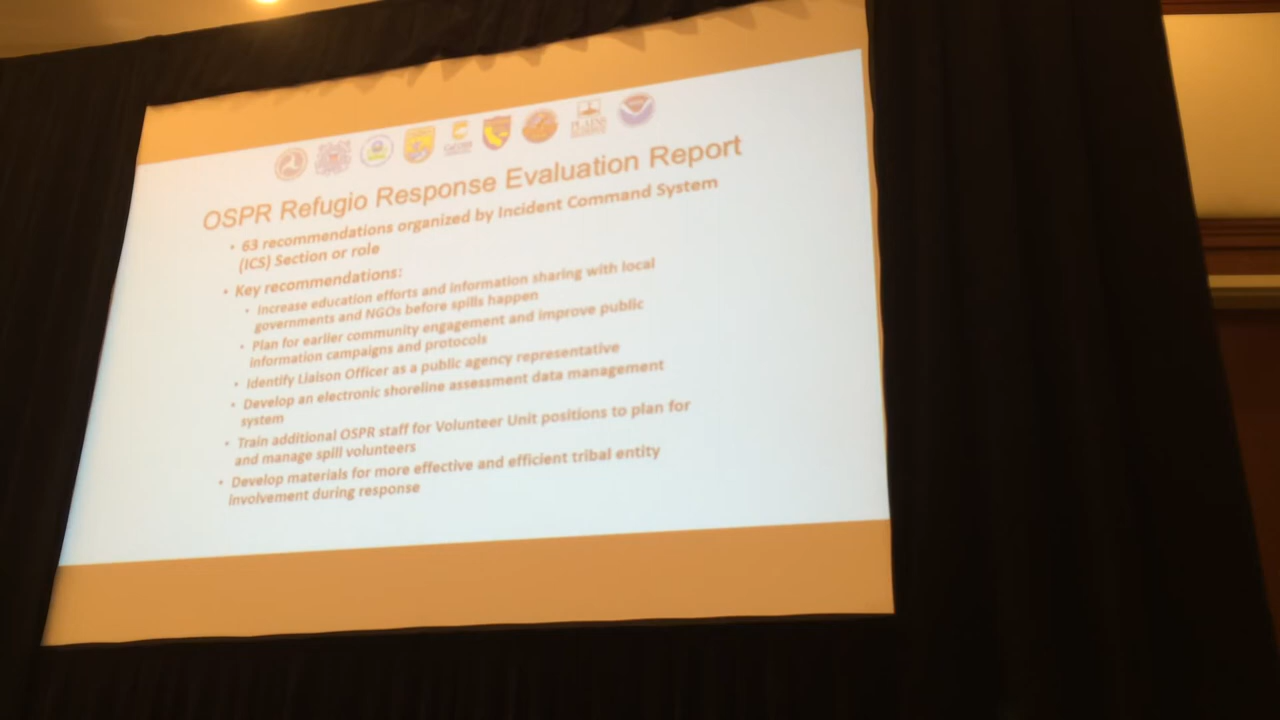 OSPR Refugio Response Evaluation Report
• 63 recommendations organized by Incident Command System
(ICS) Section or role
• Key recommendations:
• Increase education efforts and information sharing with local
governments and NGOs before spills happen
• Plan for earlier community engagement and improve public
information campaigns and protocols
• Identify Liaison Officer as a public agency representative
• Develop an electronic shoreline assessment data management
system
• Train additional OSPR staff for Volunteer Unit positions to plan for
and manage spill volunteers
• Develop materials for more effective and efficient tribal entity
involvement during response